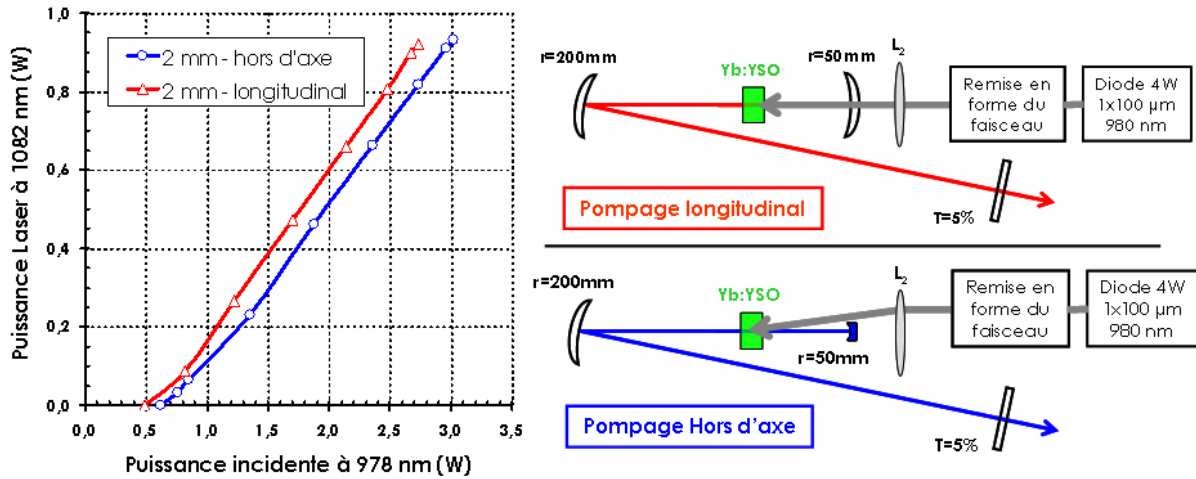 Puissance Laser à 1082 nm (W)
1,0
0,8
0,6
0,4
0,2
0,0
2 mm - hors d'axe
2 mm - longitudinal
0,0 0,5 1,0 1,5 2,0 2,5 3,0 3,5
Puissance incidente à 978 nm (W)
r=200mm
Yb:YSO
r=50mm
L2
Remise en
forme du
faisceau
Diode 4W
1x100 µm
980 nm
Pompage longitudinal
T=5%
r=200mm
Yb:YSO
r=50mm
L2
Remise en
forme du
faisceau
Diode 4W
1x100 µm
980 nm
Pompage Hors d'axe
T=5%